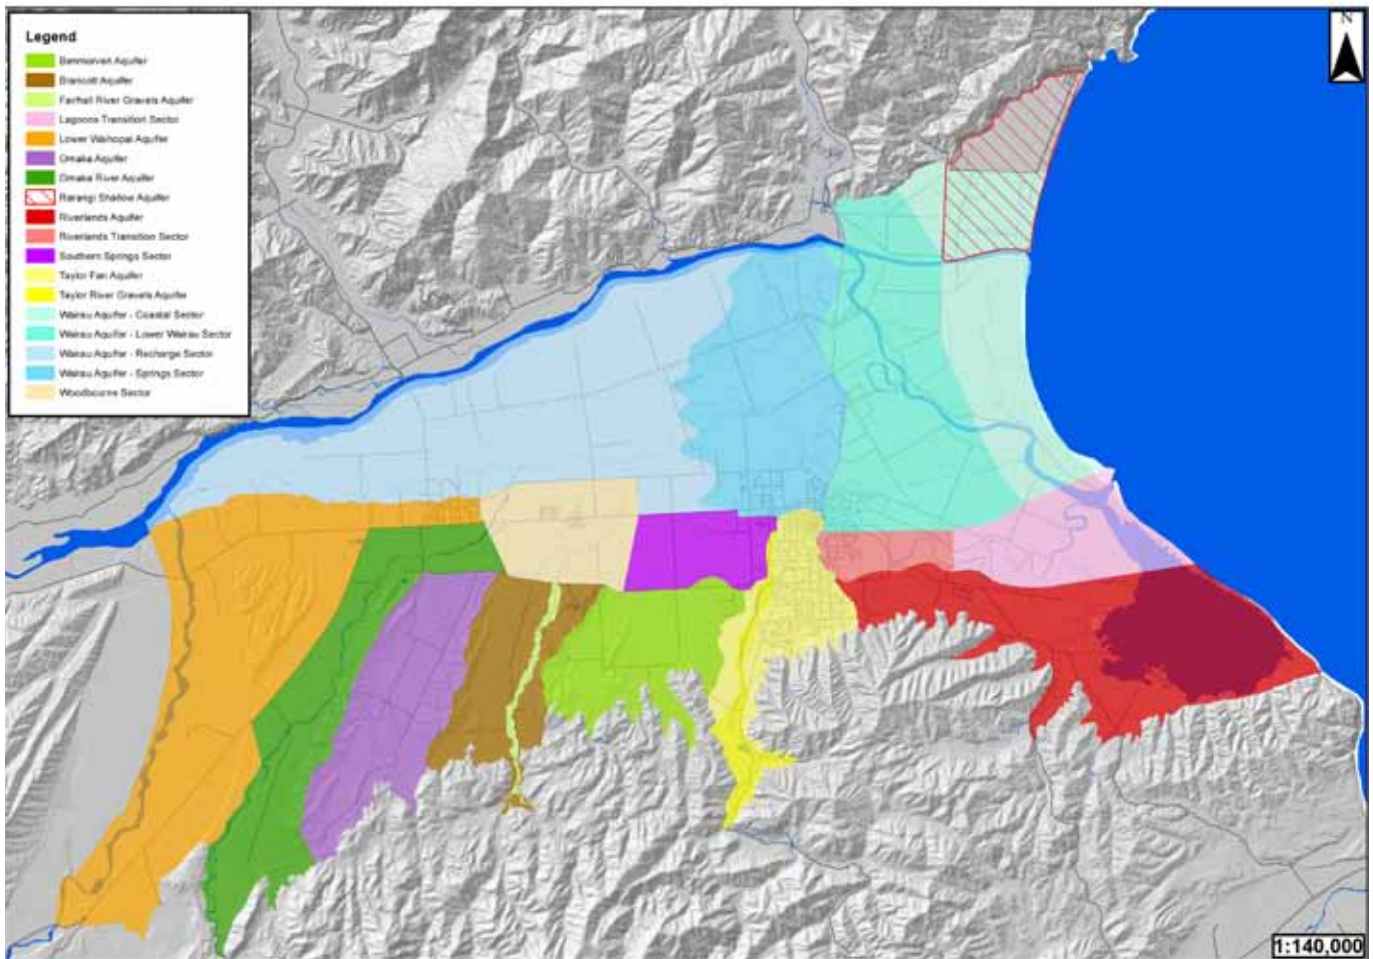 N
Legend
Benmorven Aquifer
Brancott Aquifer
Fairhall River Gravels Aquifer
Lagoons Transition Sector
Lower Waihopai Aquifer
Omaka Aquifer
Omaka River Aquifer
Rarangi Shallow Aquifer
Riverlands Aquifer
Riverlands Transition Sector
Southern Springs Sector
Taylor Fan Aquifer
Taylor River Gravels Aquifer
Wairau Aquifer - Coastal Sector
Wairau Aquifer - Lower Wairau Sector
Wairau Aquifer - Recharge Sector
Wairau Aquifer - Springs Sector
Woodbourne Sector
1:140,000